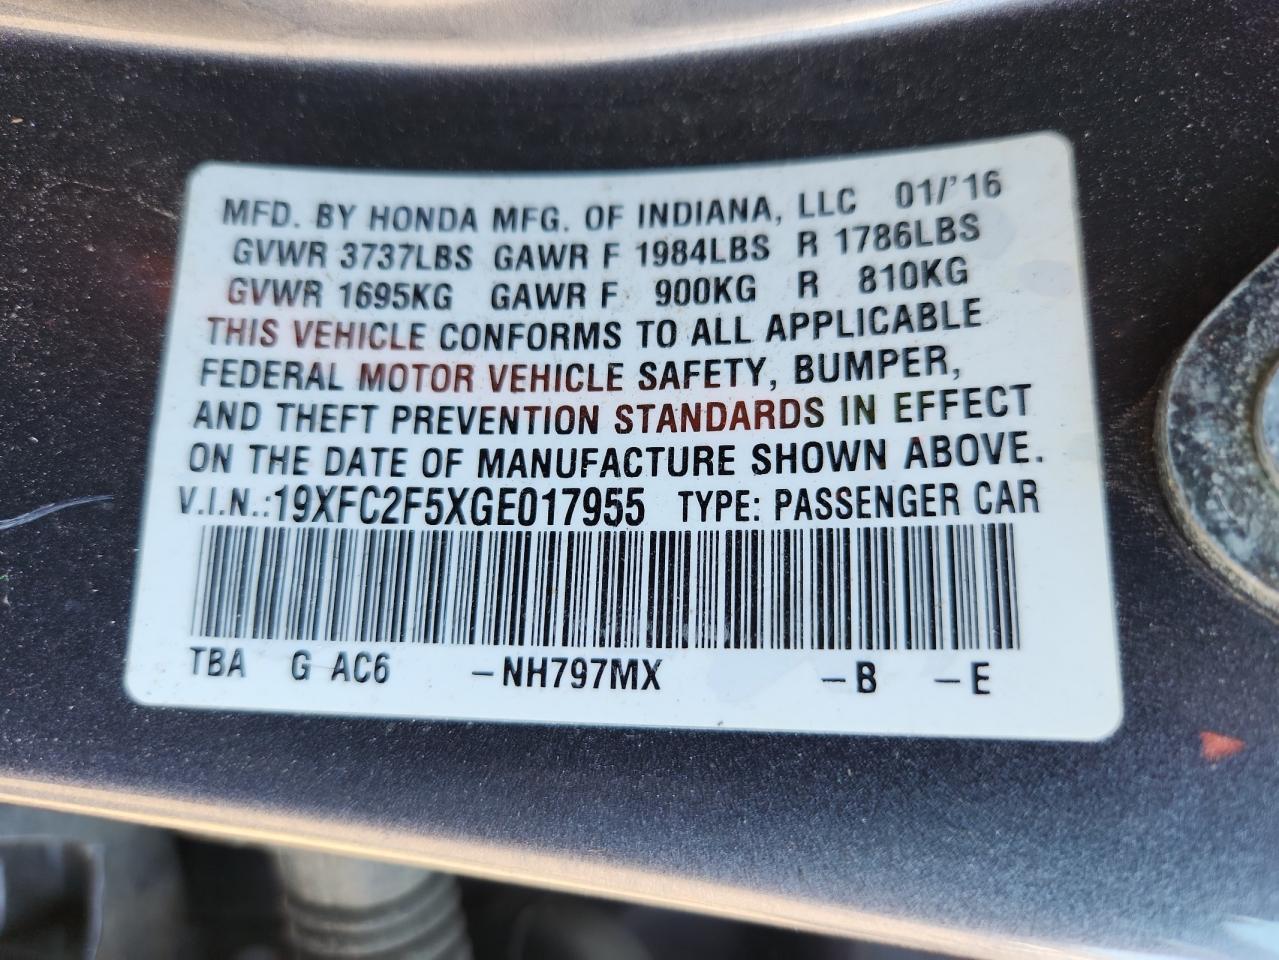 MFD. BY HONDA MFG. OF INDIANA, LLC 01/'16
GVWR 3737LBS GAWR F 1984LBS R 1786LBS
GVWR 1695KG GAWR F 900KG R 810KG
THIS VEHICLE CONFORMS TO ALL APPLICABLE
FEDERAL MOTOR VEHICLE SAFETY, BUMPER,
AND THEFT PREVENTION STANDARDS IN EFFECT
ON THE DATE OF MANUFACTURE SHOWN ABOVE.
V.I.N.:19XFC2F5XGE017955 TYPE: PASSENGER CAR
TBA G AC6 –NH797MX –B –E